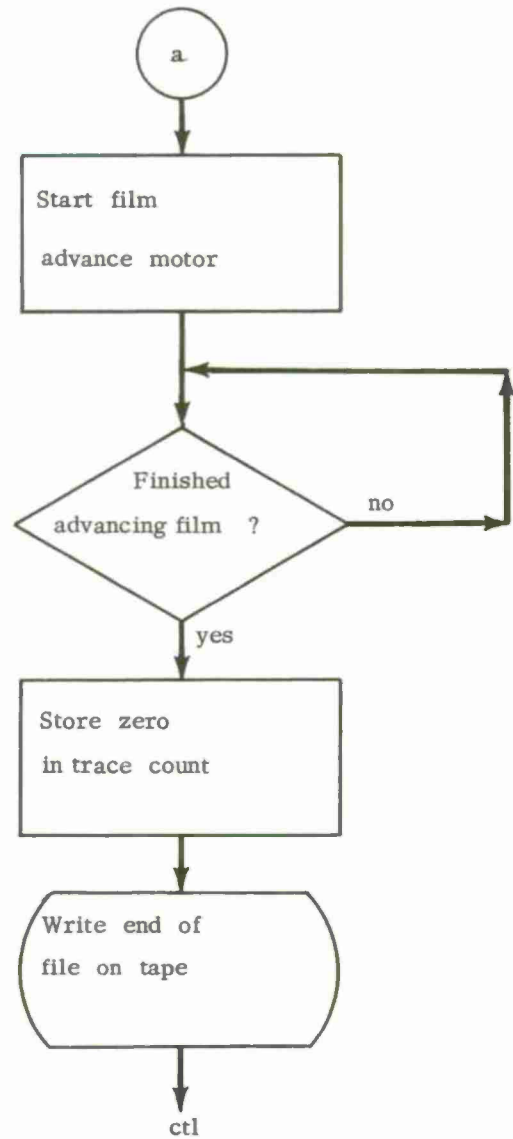 a
Start film
advance motor
Finished
advancing film ?
no
yes
Store zero
in trace count
Write end of
file on tape
ctl